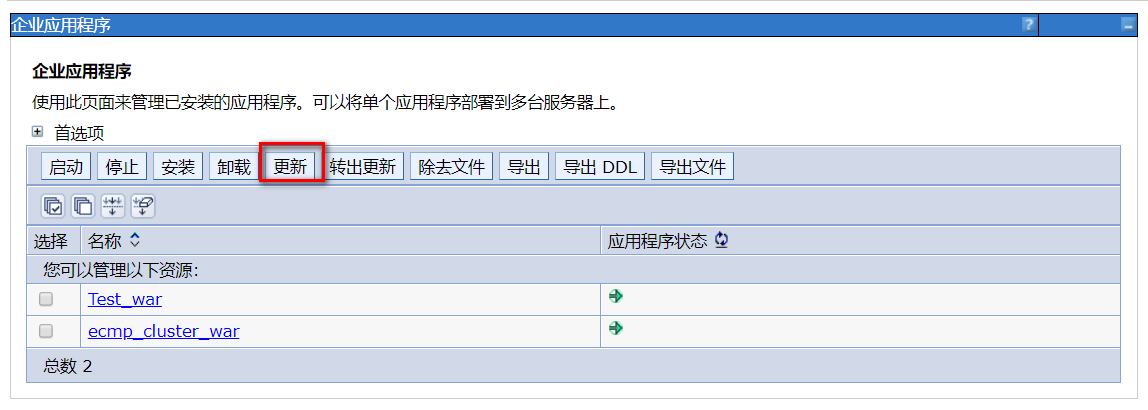 企业应用程序 ?
企业应用程序
使用此页面来管理已安装的应用程序。可以将单个应用程序部署到多台服务器上。
首选项
启动 停止 安装 卸载 更新 转出更新 除去文件 导出 导出 DDL 导出文件
选择 名称 应用程序状态
您可以管理以下资源:
Test_war
ecmp_cluster_war
总数 2